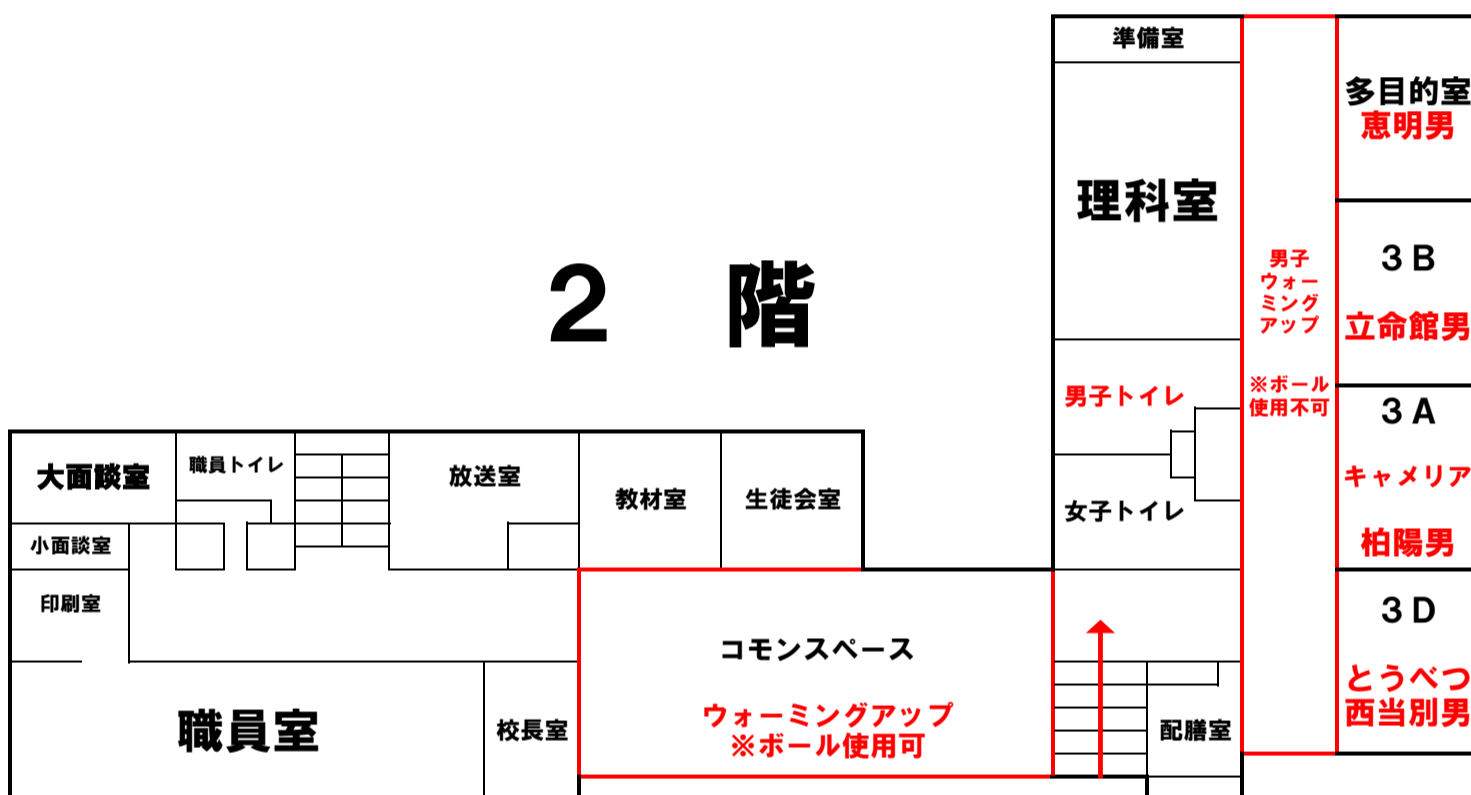 準備室
多目的室
恵明男
理科室
3B
立命館男
男子
ウォー
ミング
アップ
※ボール
使用不可
2 階
男子トイレ
3A
キャメリア
柏陽男
大面談室
職員トイレ
放送室
教材室
生徒会室
女子トイレ
小面談室
印刷室
3D
とうべつ
西当別男
コモンスペース
ウォーミングアップ
※ボール使用可
職員室
校長室
配膳室